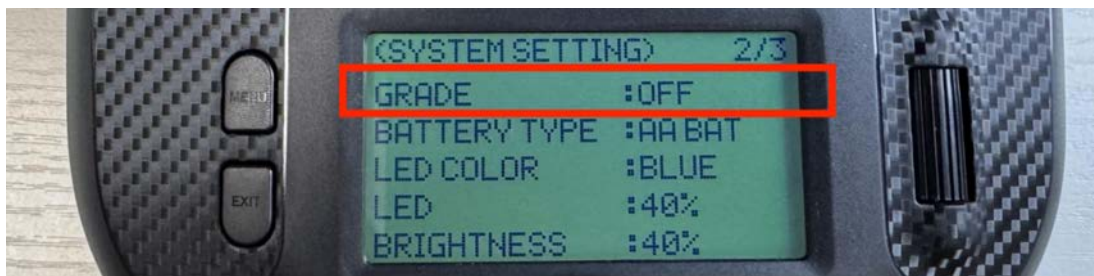 (SYSTEM SETTING) 2/3
GRADE :OFF
BATTERY TYPE :AA BAT
LED COLOR :BLUE
LED :40%
BRIGHTNESS :40%
MENU
EXIT